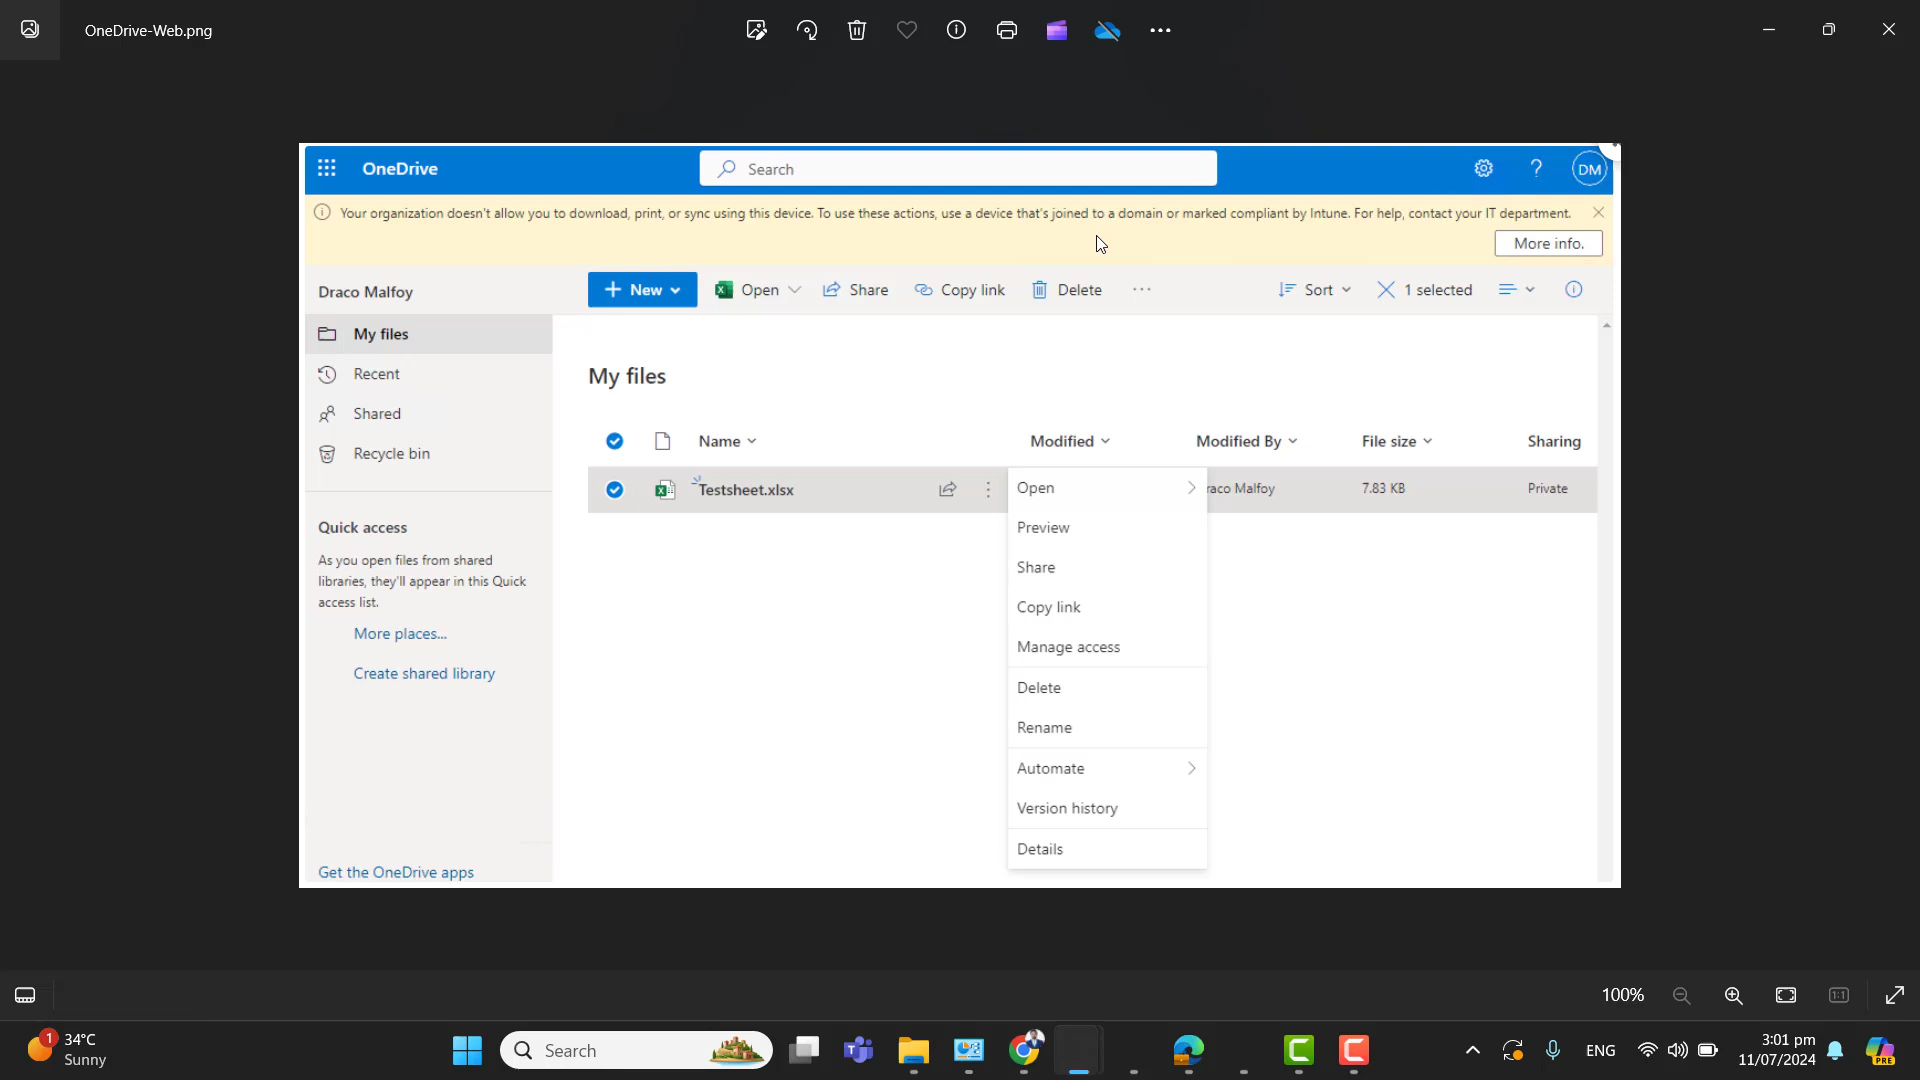 OneDrive-Web.png
OneDrive
Search
DM
Your organization doesn't allow you to download, print, or sync using this device. To use these actions, use a device that's joined to a domain or marked compliant by Intune. For help, contact your IT department.
More info.
Draco Malfoy
New
Open
Share
Copy link
Delete
Sort
1 selected
My files
Recent
Shared
Recycle bin
Quick access
As you open files from shared
libraries, they'll appear in this Quick
access list.
More places...
Create shared library
Get the OneDrive apps
My files
Name
Modified
Modified By
File size
Sharing
Testsheet.xlsx
raco Malfoy
7.83 KB
Private
Open
Preview
Share
Copy link
Manage access
Delete
Rename
Automate
Version history
Details
100%
1:1
1
34°C
Sunny
Search
ENG
3:01 pm
11/07/2024
PRE